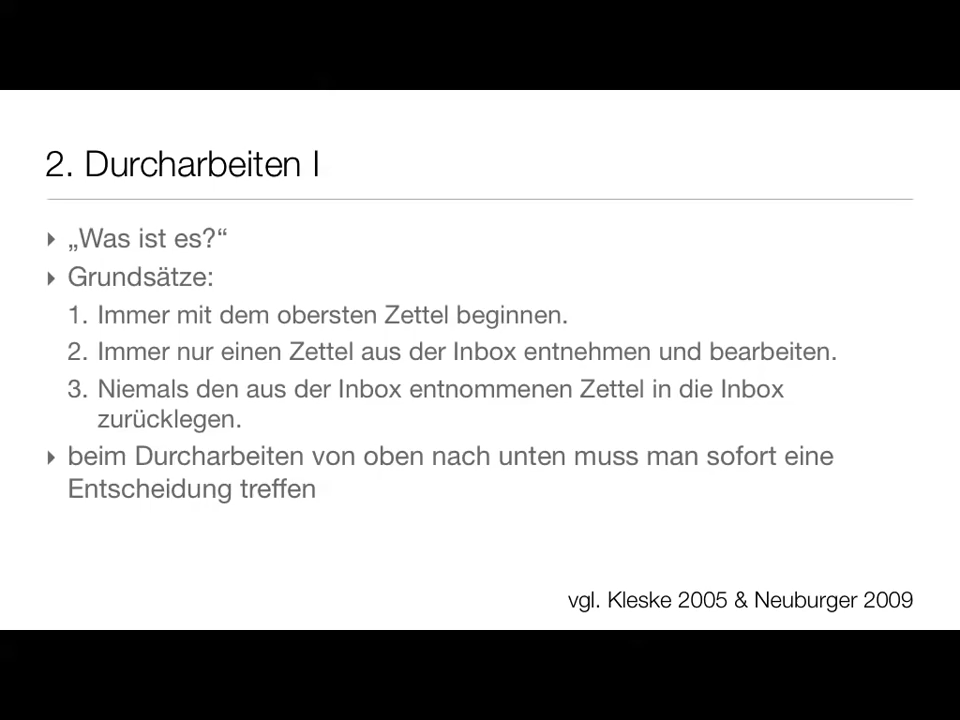 2. Durcharbeiten I
‣ „Was ist es?“
‣ Grundsätze:
1. Immer mit dem obersten Zettel beginnen.
2. Immer nur einen Zettel aus der Inbox entnehmen und bearbeiten.
3. Niemals den aus der Inbox entnommenen Zettel in die Inbox
zurücklegen.
‣ beim Durcharbeiten von oben nach unten muss man sofort eine
Entscheidung treffen
vgl. Kleske 2005 & Neuburger 2009